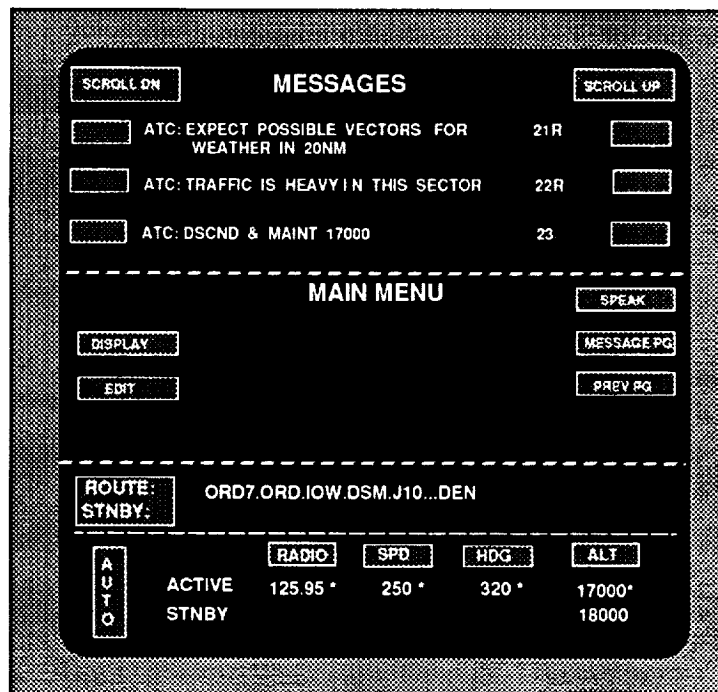 SCROLL DN MESSAGES SCROLL UP
ATC: EXPECT POSSIBLE VECTORS FOR 21R
WEATHER IN 20NM
ATC: TRAFFIC IS HEAVY IN THIS SECTOR 22R
ATC: DSCND & MAINT 17000 23
MAIN MENU
SPEAK
DISPLAY MESSAGE PG
EDIT PREV PG
ROUTE: ORD7.ORD.IOW.DSM.J10...DEN
STNBY:
AUTO
RADIO SPD HDG ALT
ACTIVE 125.95 * 250 * 320 * 17000*
STNBY 18000